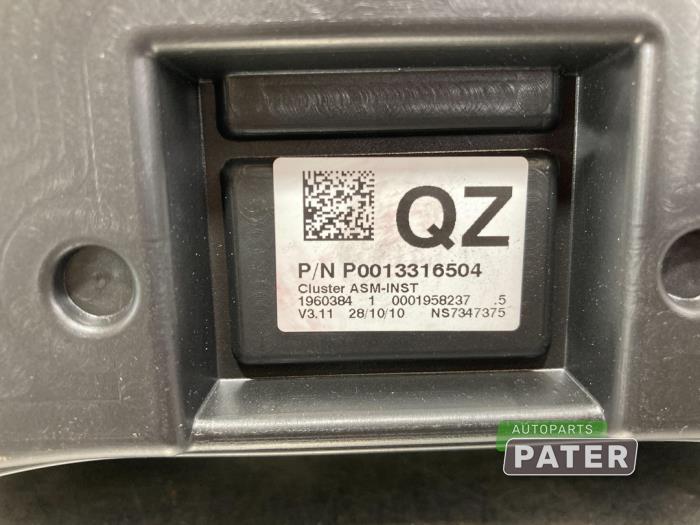 QZ
P/N P0013316504
Cluster ASM-INST
1960384 1 0001958237 .5
V3.11 28/10/10 NS7347375
AUTOPARTS
PATER